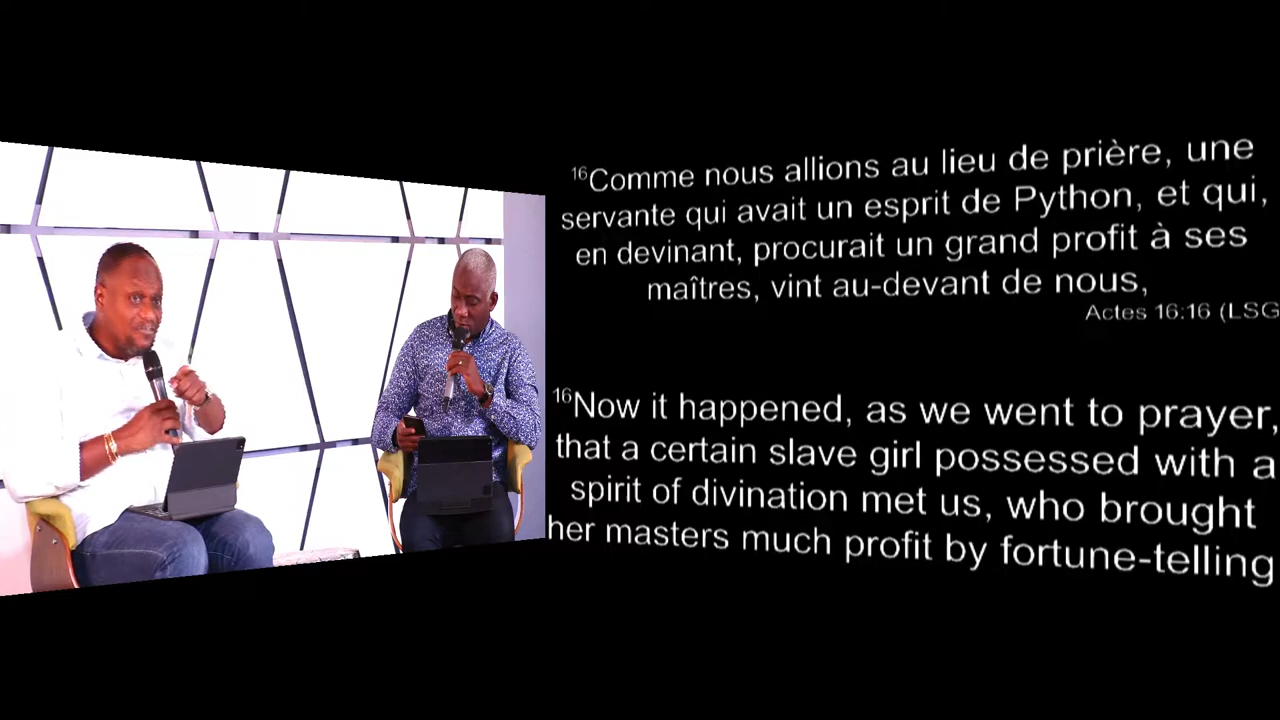 16Comme nous allions au lieu de prière, une
servante qui avait un esprit de Python, et qui,
en devinant, procurait un grand profit à ses
maîtres, vint au-devant de nous,
Actes 16:16 (LSG
16Now it happened, as we went to prayer,
that a certain slave girl possessed with a
spirit of divination met us, who brought
her masters much profit by fortune-telling